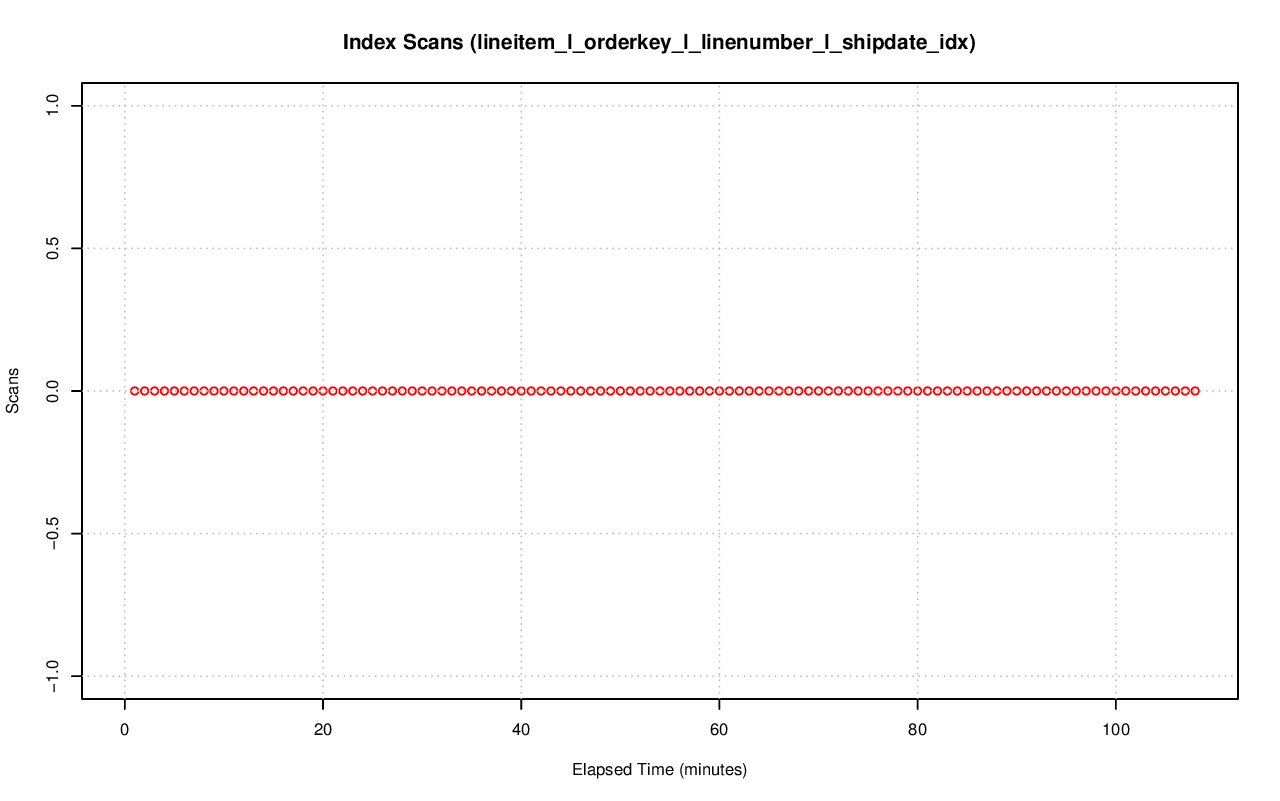 Index Scans (lineitem_l_orderkey_l_linenumber_l_shipdate_idx)
1.0
0.5
0.0
−0.5
−1.0
Scans
0 20 40 60 80 100
Elapsed Time (minutes)